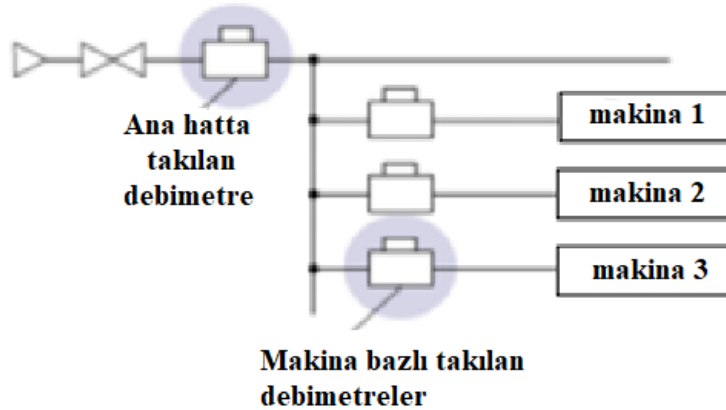 Ana hatta
takılan
debimetre
makina 1
makina 2
makina 3
Makina bazlı takılan
debimetreler